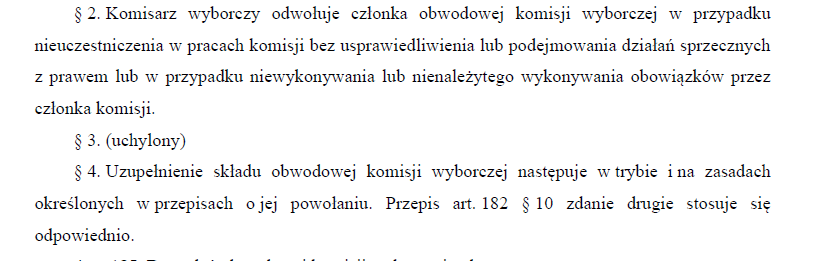 § 2. Komisarz wyborczy odwołuje członka obwodowej komisji wyborczej w przypadku
nieuczestniczenia w pracach komisji bez usprawiedliwienia lub podejmowania działań sprzecznych
z prawem lub w przypadku niewykonywania lub nienależytego wykonywania obowiązków przez
członka komisji.
§ 3. (uchylony)
§ 4. Uzupełnienie składu obwodowej komisji wyborczej następuje w trybie i na zasadach
określonych w przepisach o jej powołaniu. Przepis art. 182 § 10 zdanie drugie stosuje się
odpowiednio.